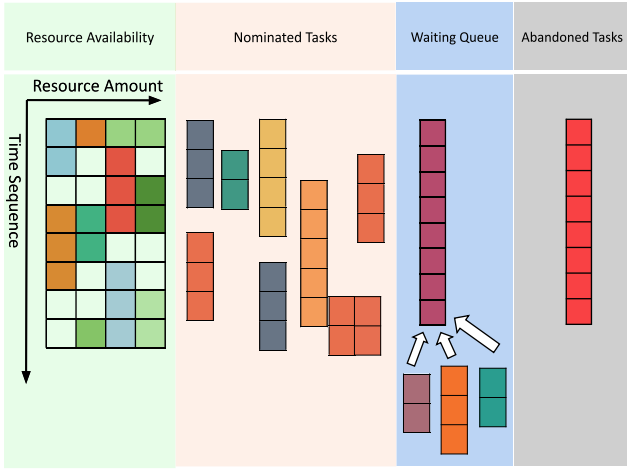 Resource Availability
Nominated Tasks
Waiting Queue
Abandoned Tasks
Resource Amount
Time Sequence